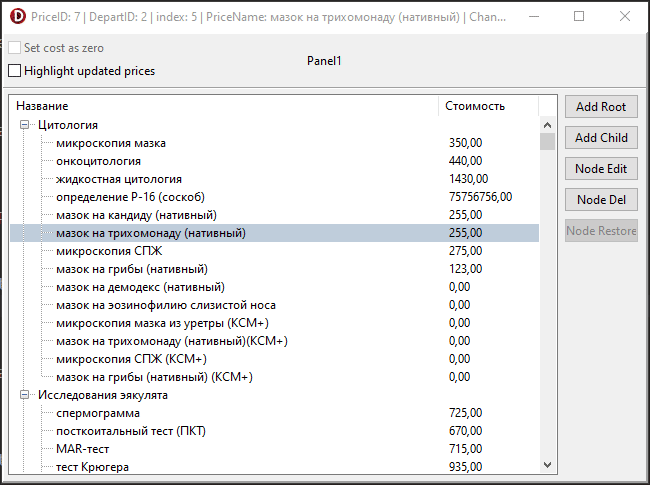 PriceID: 7 | DepartID: 2 | index: 5 | PriceName: мазок на трихомонаду (нативный) | Chan...
Set cost as zero
Panel1
Highlight updated prices
Название Стоимость
Цитология
микроскопия мазка 350,00
онкоцитология 440,00
жидкостная цитология 1430,00
определение Р-16 (соскоб) 75756756,00
мазок на кандиду (нативный) 255,00
мазок на трихомонаду (нативный) 255,00
микроскопия СПЖ 275,00
мазок на грибы (нативный) 123,00
мазок на демодекс (нативный) 0,00
мазок на эозинофилию слизистой носа 0,00
микроскопия мазка из уретры (КСМ+) 0,00
мазок на трихомонаду (нативный)(КСМ+) 0,00
микроскопия СПЖ (КСМ+) 0,00
мазок на грибы (нативный) (КСМ+) 0,00
Исследования эякулята
спермограмма 725,00
посткоитальный тест (ПКТ) 670,00
MAR-тест 715,00
тест Крюгера 935,00
Add Root
Add Child
Node Edit
Node Del
Node Restore